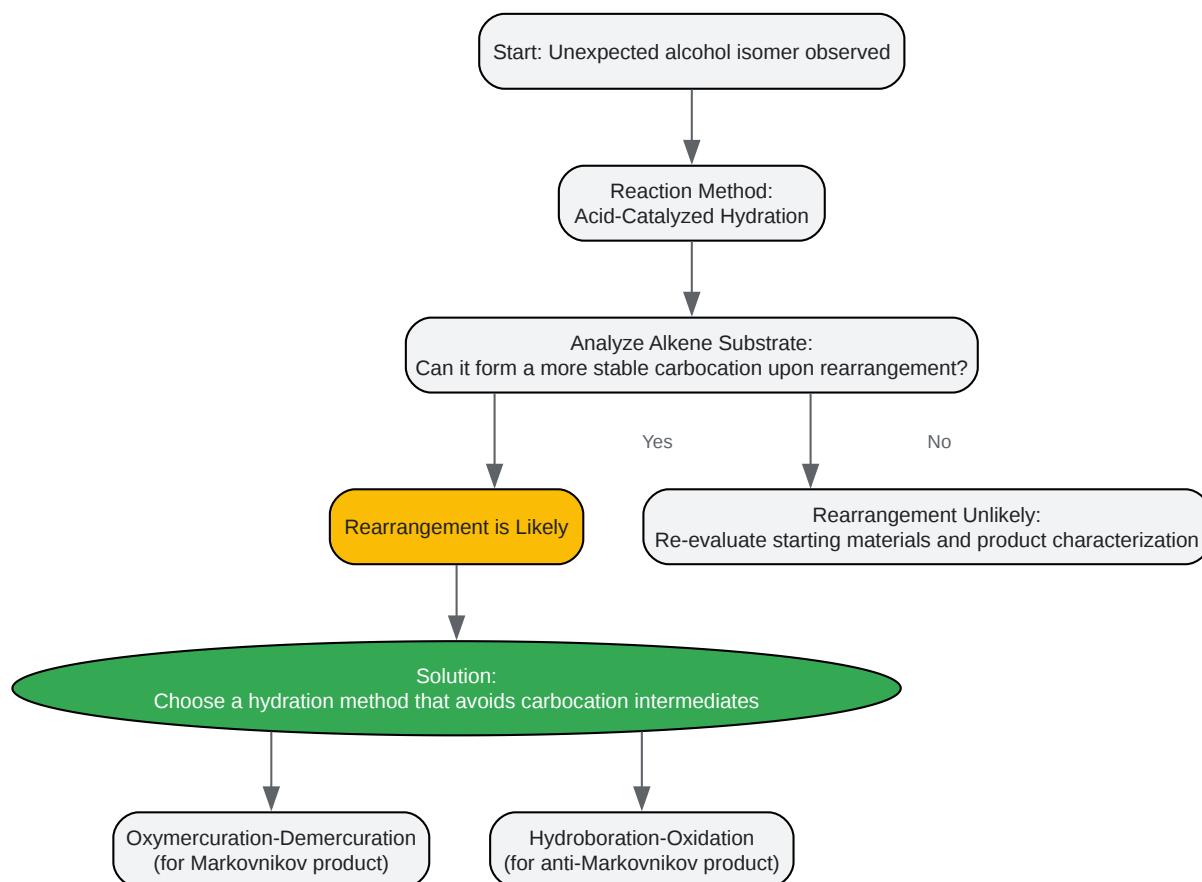 Start: Unexpected alcohol isomer observed
Reaction Method:
Acid-Catalyzed Hydration
Analyze Alkene Substrate:
Can it form a more stable carbocation upon rearrangement?
Yes
No
Rearrangement is Likely
Rearrangement Unlikely:
Re-evaluate starting materials and product characterization
Solution:
Choose a hydration method that avoids carbocation intermediates
Oxymercuration-Demercuration
(for Markovnikov product)
Hydroboration-Oxidation
(for anti-Markovnikov product)